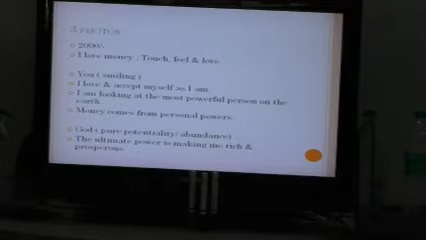 3 PHOTOS
2000/-
I love money : Touch, feel & love
You ( smiling )
I love & accept myself as I am
I am looking at the most powerful person on the
earth
Money comes from personal powers.
God ( pure potentiality/ abundance)
The ultimate power is making me rich &
prosperous